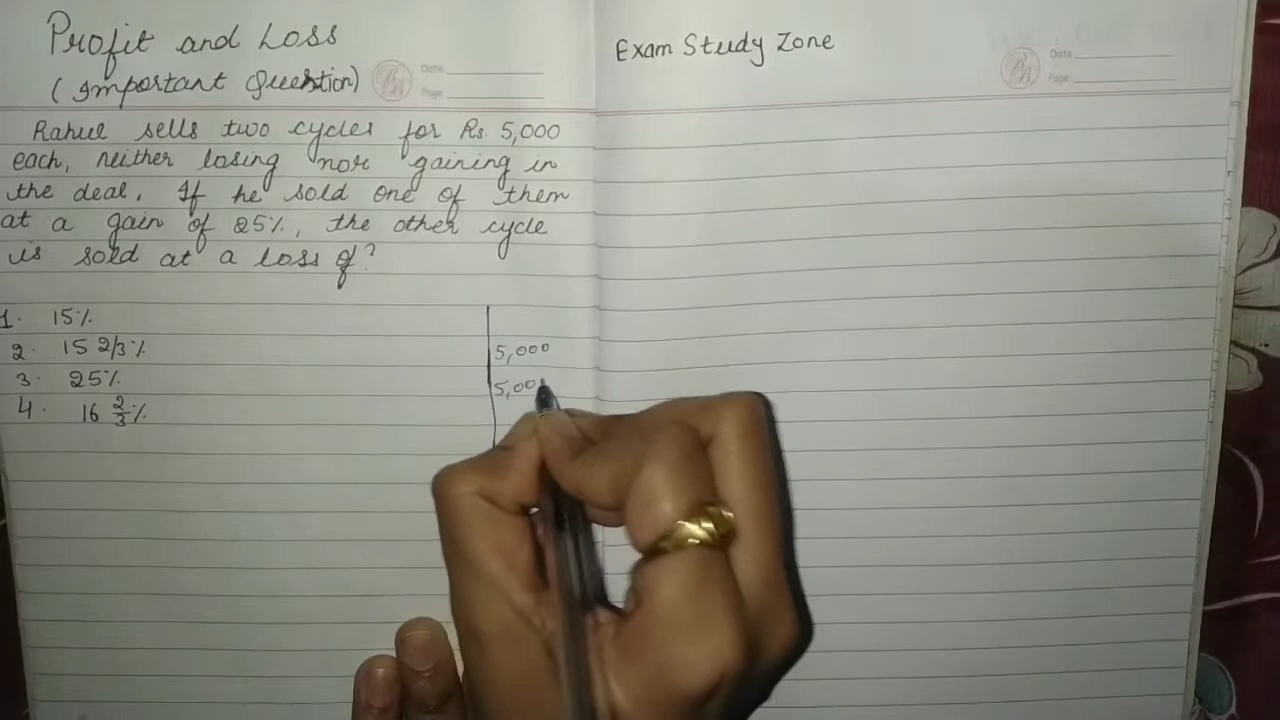 Profit and Loss
(Important Question)
Date
Page
Rahul sells two cycles for Rs. 5,000
each, neither losing nor gaining in
the deal. If he sold one of them
at a gain of 25%, the other cycle
is sold at a loss of?
1. 15%
2. 15 2/3%
3. 25%
4. 16 2/3%
5,000
5,00
Exam Study Zone
Date
Page